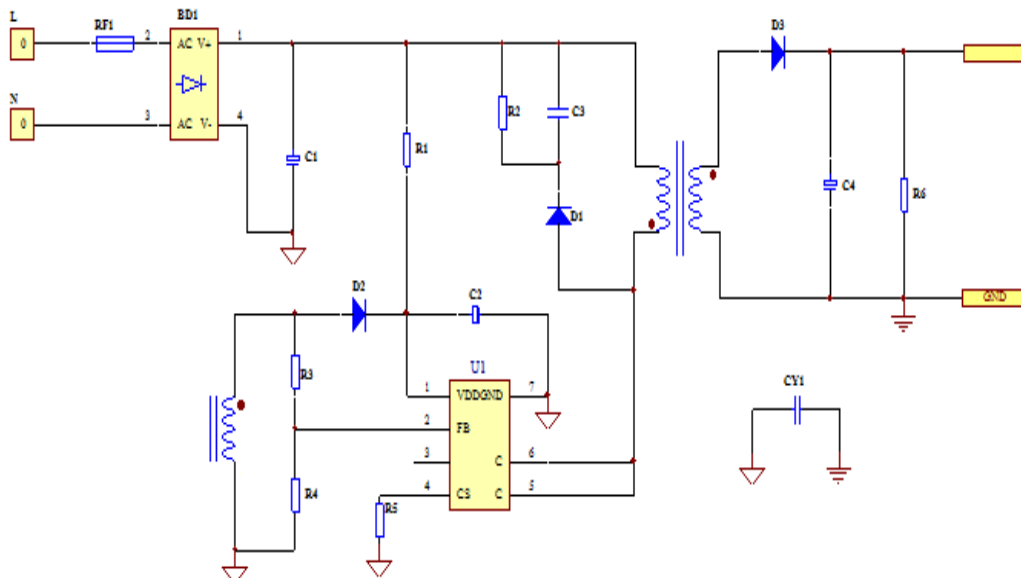 L
RF1
BD1
D3
0
2
AC V+
1
N
0
3
AC V-
4
C1
R1
R2
C3
D1
C4
R6
D2
C2
GND
U1
R3
1
VDDGND
7
CY1
2
FB
3
C
6
4
CS
C
5
R4
R5